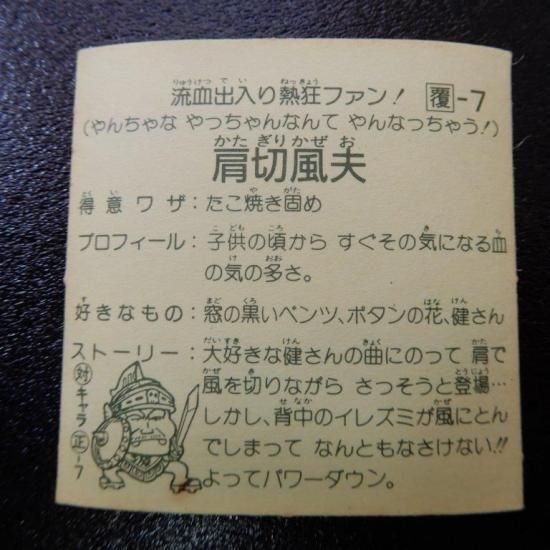 流血出入り熱狂ファン！ 覆-7
(やんちゃな やっちゃんなんて やんなっちゃう！)
肩切風夫
得意ワザ：たこ焼き固め
プロフィール：子供の頃から すぐその気になる血
の気の多さ。
好きなもの：窓の黒いベンツ、ボタンの花、健さん
ストーリー：大好きな健さんの曲にのって 肩で
風を切りながら さっそうと登場…
しかし、背中のイレズミが風にとん
でしまって なんともなさけない!!
よってパワーダウン。
対キャラ正-7